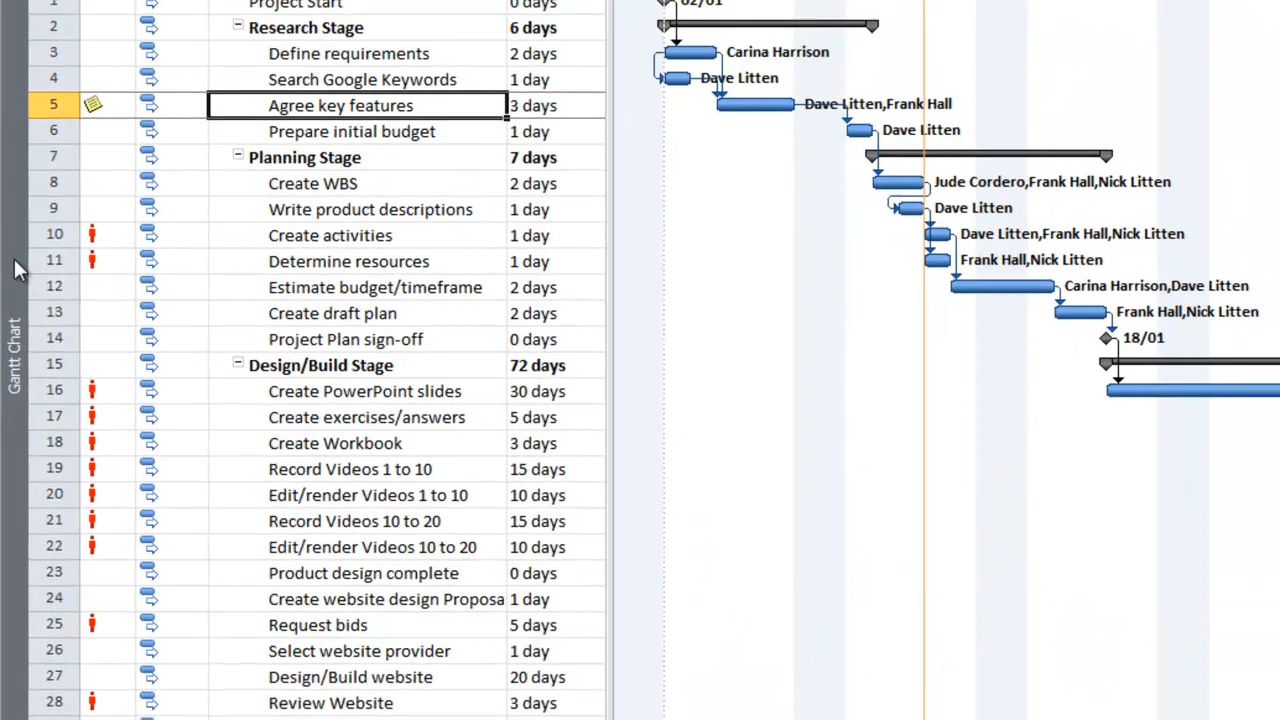 1 Project Start 0 days 02/01
2 Research Stage 6 days
3 Define requirements 2 days Carina Harrison
4 Search Google Keywords 1 day Dave Litten
5 Agree key features 3 days Dave Litten,Frank Hall
6 Prepare initial budget 1 day Dave Litten
7 Planning Stage 7 days
8 Create WBS 2 days Jude Cordero,Frank Hall,Nick Litten
9 Write product descriptions 1 day Dave Litten
10 Create activities 1 day Dave Litten,Frank Hall,Nick Litten
11 Determine resources 1 day Frank Hall,Nick Litten
12 Estimate budget/timeframe 2 days Carina Harrison,Dave Litten
13 Create draft plan 2 days Frank Hall,Nick Litten
14 Project Plan sign-off 0 days 18/01
Gantt Chart
15 Design/Build Stage 72 days
16 Create PowerPoint slides 30 days
17 Create exercises/answers 5 days
18 Create Workbook 3 days
19 Record Videos 1 to 10 15 days
20 Edit/render Videos 1 to 10 10 days
21 Record Videos 10 to 20 15 days
22 Edit/render Videos 10 to 20 10 days
23 Product design complete 0 days
24 Create website design Proposa 1 day
25 Request bids 5 days
26 Select website provider 1 day
27 Design/Build website 20 days
28 Review Website 3 days